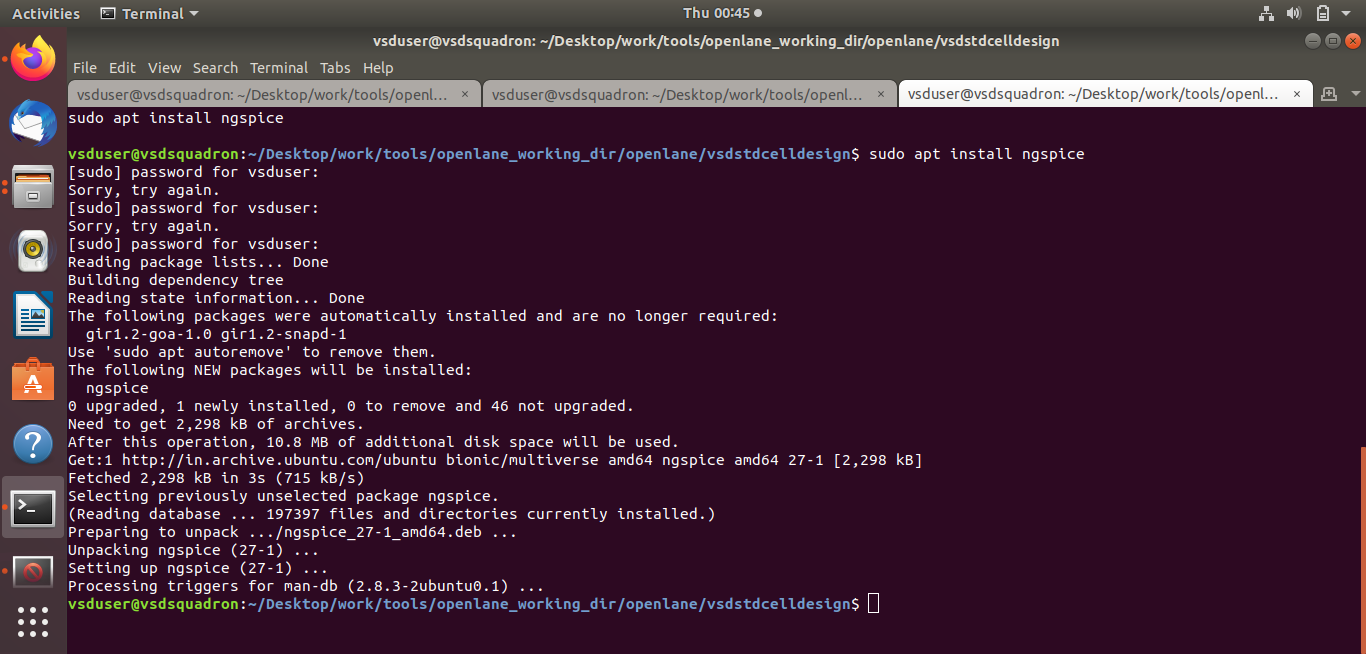 Activities Terminal Thu 00:45
vsduser@vsdsquadron: ~/Desktop/work/tools/openlane_working_dir/openlane/vsdstdcelldesign
File Edit View Search Terminal Tabs Help
vsduser@vsdsquadron: ~/Desktop/work/tools/openl... × vsduser@vsdsquadron: ~/Desktop/work/tools/openl... × vsduser@vsdsquadron: ~/Desktop/work/tools/openl... ×
sudo apt install ngspice
vsduser@vsdsquadron:~/Desktop/work/tools/openlane_working_dir/openlane/vsdstdcelldesign$ sudo apt install ngspice
[sudo] password for vsduser:
Sorry, try again.
[sudo] password for vsduser:
Sorry, try again.
[sudo] password for vsduser:
Reading package lists... Done
Building dependency tree
Reading state information... Done
The following packages were automatically installed and are no longer required:
  gir1.2-goa-1.0 gir1.2-snapd-1
Use 'sudo apt autoremove' to remove them.
The following NEW packages will be installed:
  ngspice
0 upgraded, 1 newly installed, 0 to remove and 46 not upgraded.
Need to get 2,298 kB of archives.
After this operation, 10.8 MB of additional disk space will be used.
Get:1 http://in.archive.ubuntu.com/ubuntu bionic/multiverse amd64 ngspice amd64 27-1 [2,298 kB]
Fetched 2,298 kB in 3s (715 kB/s)
Selecting previously unselected package ngspice.
(Reading database ... 197397 files and directories currently installed.)
Preparing to unpack .../ngspice_27-1_amd64.deb ...
Unpacking ngspice (27-1) ...
Setting up ngspice (27-1) ...
Processing triggers for man-db (2.8.3-2ubuntu0.1) ...
vsduser@vsdsquadron:~/Desktop/work/tools/openlane_working_dir/openlane/vsdstdcelldesign$